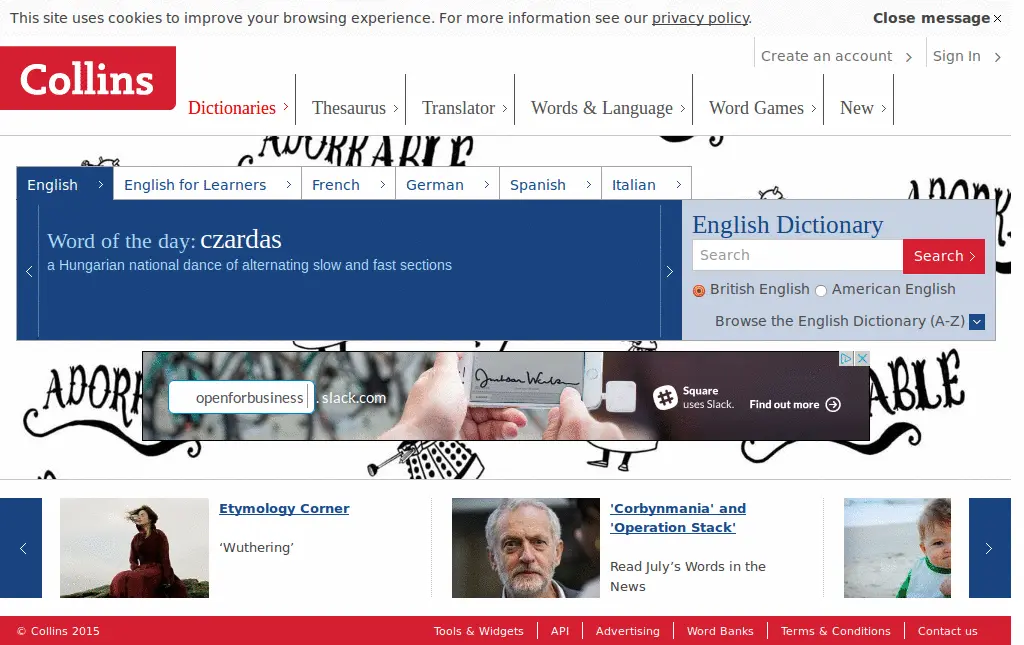 This site uses cookies to improve your browsing experience. For more information see our privacy policy.
Close message
Create an account
Sign In
Collins
Dictionaries
Thesaurus
Translator
Words & Language
Word Games
New
ADORKABLE
English
English for Learners
French
German
Spanish
Italian
Word of the day: czardas
a Hungarian national dance of alternating slow and fast sections
English Dictionary
Search
Search
British English
American English
Browse the English Dictionary (A-Z)
openforbusiness . slack.com
Square
uses Slack.
Find out more
Etymology Corner
‘Wuthering’
'Corbynmania' and
'Operation Stack'
Read July’s Words in the
News
© Collins 2015
Tools & Widgets
API
Advertising
Word Banks
Terms & Conditions
Contact us